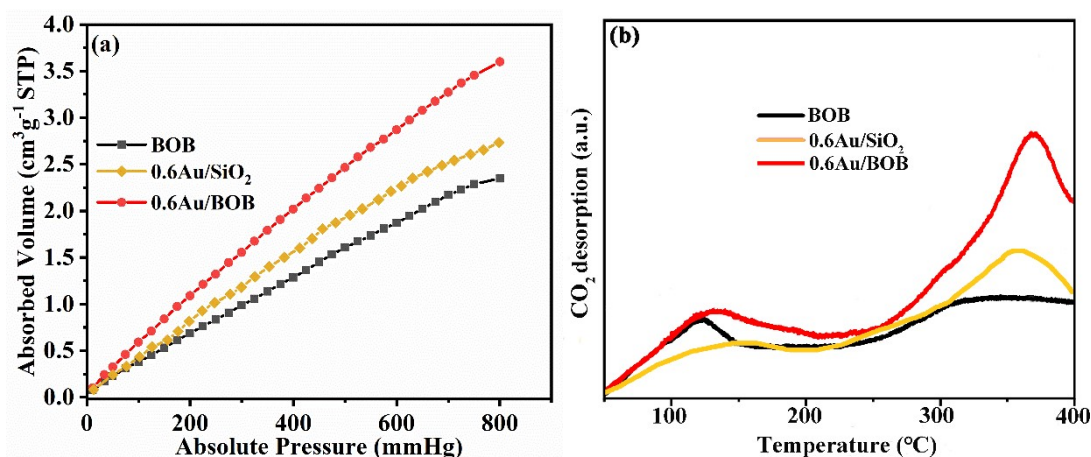 (a)
Absorbed Volume (cm³g⁻¹ STP)
4.0
3.5
3.0
2.5
2.0
1.5
1.0
0.5
0.0
BOB
0.6Au/SiO₂
0.6Au/BOB
0 200 400 600 800
Absolute Pressure (mmHg)
(b)
CO₂ desorption (a.u.)
BOB
0.6Au/SiO₂
0.6Au/BOB
100 200 300 400
Temperature (°C)